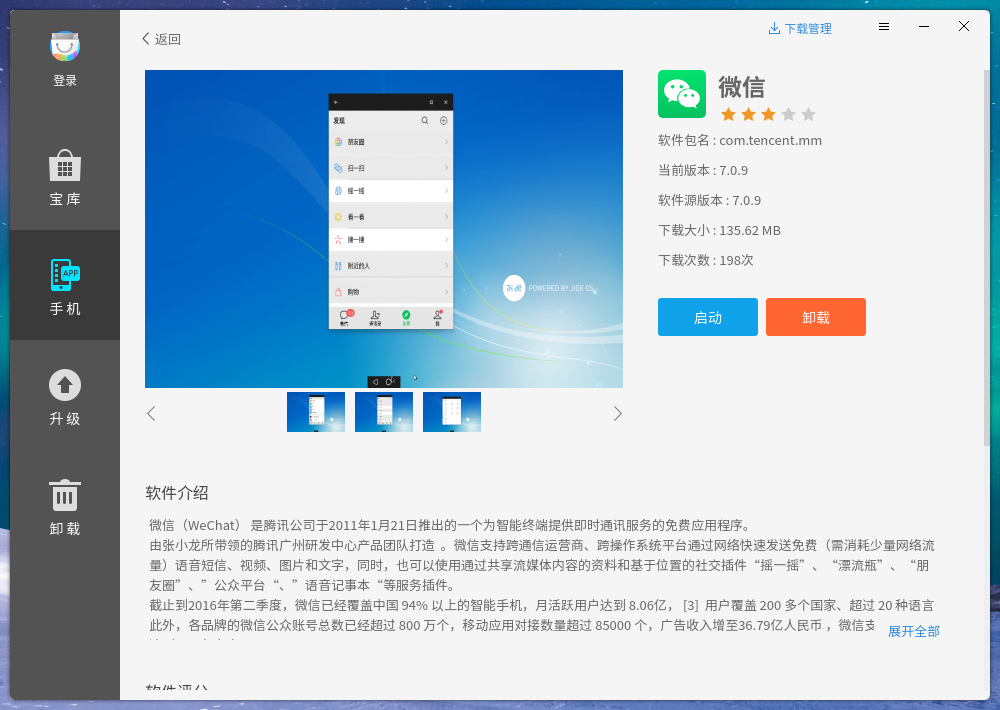 登录
宝 库
手 机
APP
升 级
卸 载
返回
下载管理
发现
朋友圈
扫一扫
摇一摇
看一看
搜一搜
附近的人
购物
POWERED BY JIDE OS
微信
软件包名 : com.tencent.mm
当前版本 : 7.0.9
软件源版本 : 7.0.9
下载大小 : 135.62 MB
下载次数 : 198次
启动
卸载
软件介绍
微信（WeChat） 是腾讯公司于2011年1月21日推出的一个为智能终端提供即时通讯服务的免费应用程序。
由张小龙所带领的腾讯广州研发中心产品团队打造 。微信支持跨通信运营商、跨操作系统平台通过网络快速发送免费（需消耗少量网络流
量）语音短信、视频、图片和文字，同时，也可以使用通过共享流媒体内容的资料和基于位置的社交插件“摇一摇”、“漂流瓶”、 “朋
友圈”、”公众平台“、”语音记事本“等服务插件。
截止到2016年第二季度，微信已经覆盖中国 94% 以上的智能手机，月活跃用户达到 8.06亿， [3] 用户覆盖 200 多个国家、超过 20 种语言
此外，各品牌的微信公众账号总数已经超过 800 万个，移动应用对接数量超过 85000 个，广告收入增至36.79亿人民币 ，微信支
展开全部
软件评分